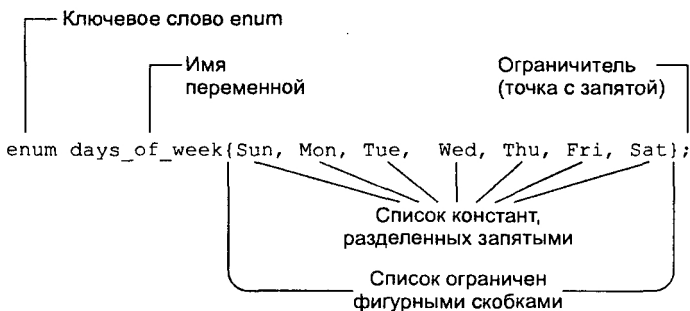 Ключевое слово enum
Имя
переменной
Ограничитель
(точка с запятой)
enum days_of_week{Sun, Mon, Tue, Wed, Thu, Fri, Sat};
Список констант,
разделенных запятыми
Список ограничен
фигурными скобками